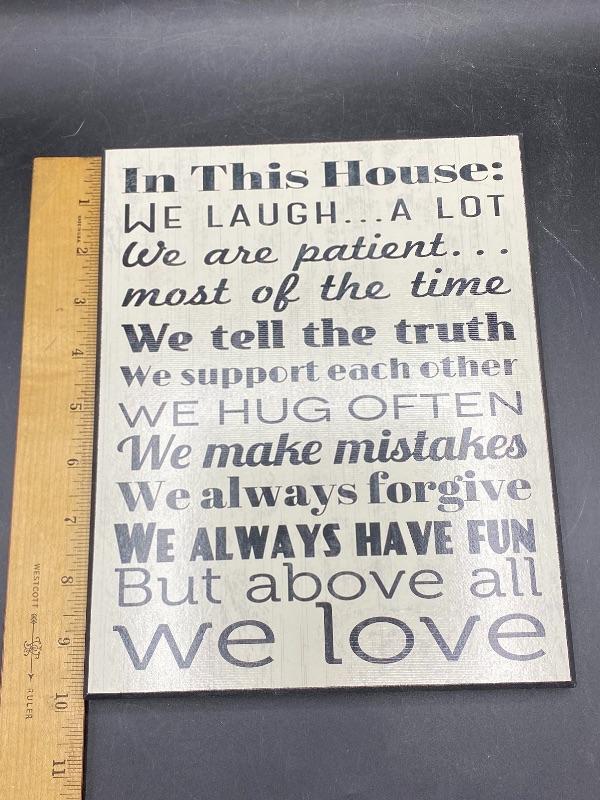 In This House:
WE LAUGH...A LOT
We are patient...
most of the time
We tell the truth
We support each other
WE HUG OFTEN
We make mistakes
We always forgive
WE ALWAYS HAVE FUN
But above all
we love
1
2
3
4
5
6
7
8
9
10
11
WESTCOTT
RULER